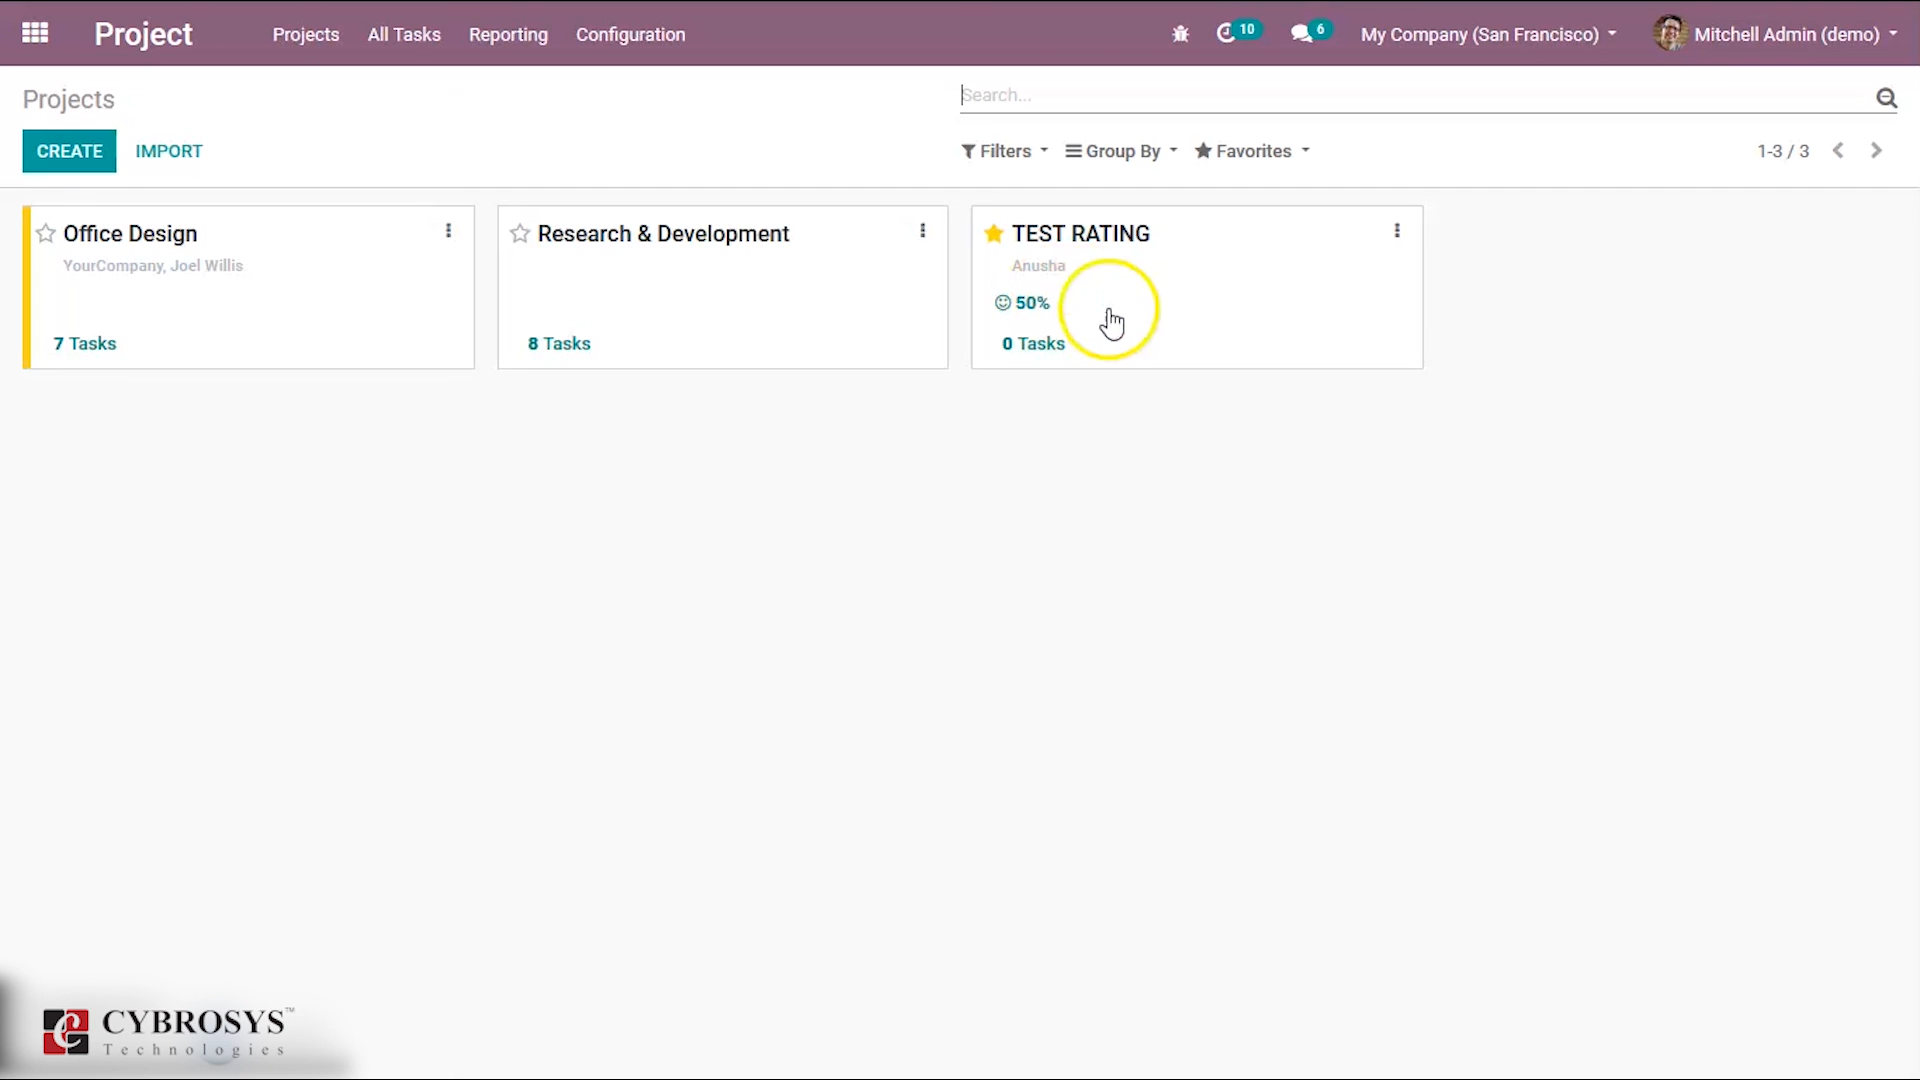 Project
Projects All Tasks Reporting Configuration
10
6
My Company (San Francisco)
Mitchell Admin (demo)
Projects
Search...
CREATE IMPORT
Filters Group By Favorites
1-3 / 3
Office Design
YourCompany, Joel Willis
7 Tasks
Research & Development
8 Tasks
TEST RATING
Anusha
50%
0 Tasks
CYBROSYS™
Technologies